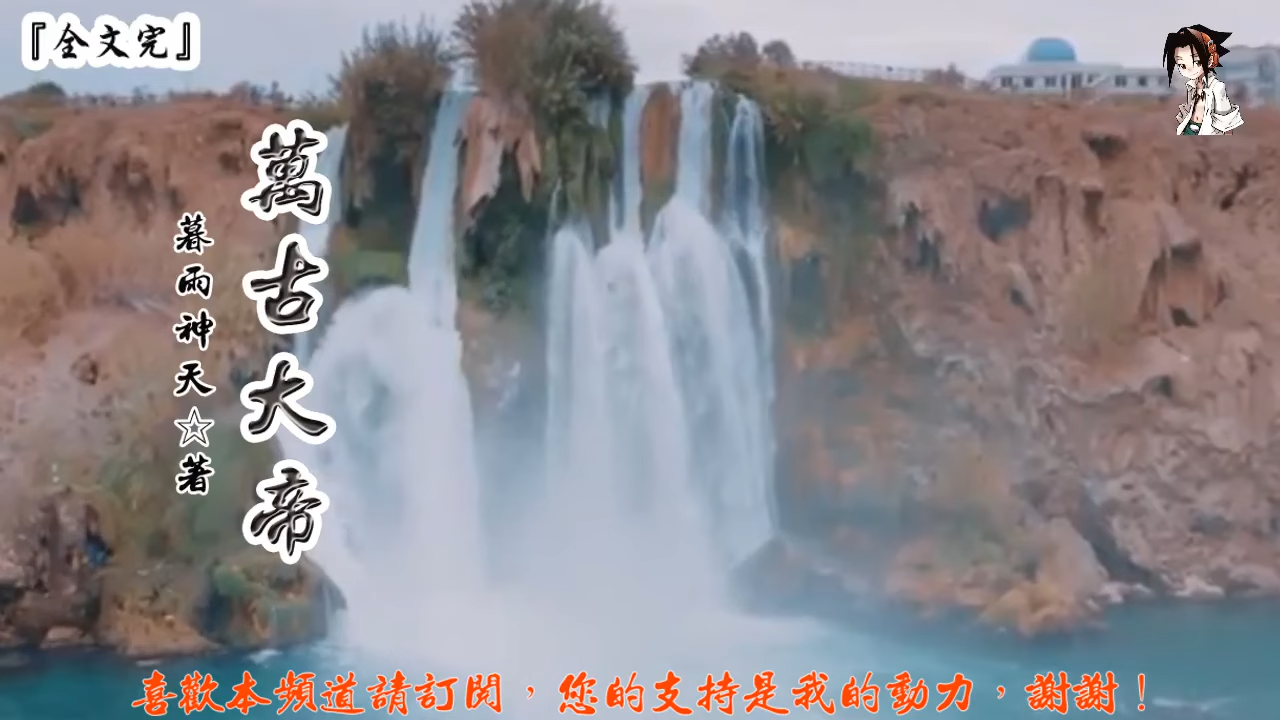 『全文完』
萬古大帝
暮雨神天☆著
喜歡本頻道請訂閱，您的支持是我的動力，謝謝！